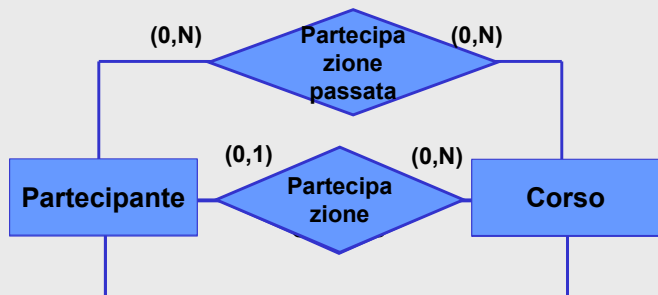 (0,N)
Partecipa
zione
passata
(0,N)
(0,1)
(0,N)
Partecipante
Partecipa
zione
Corso